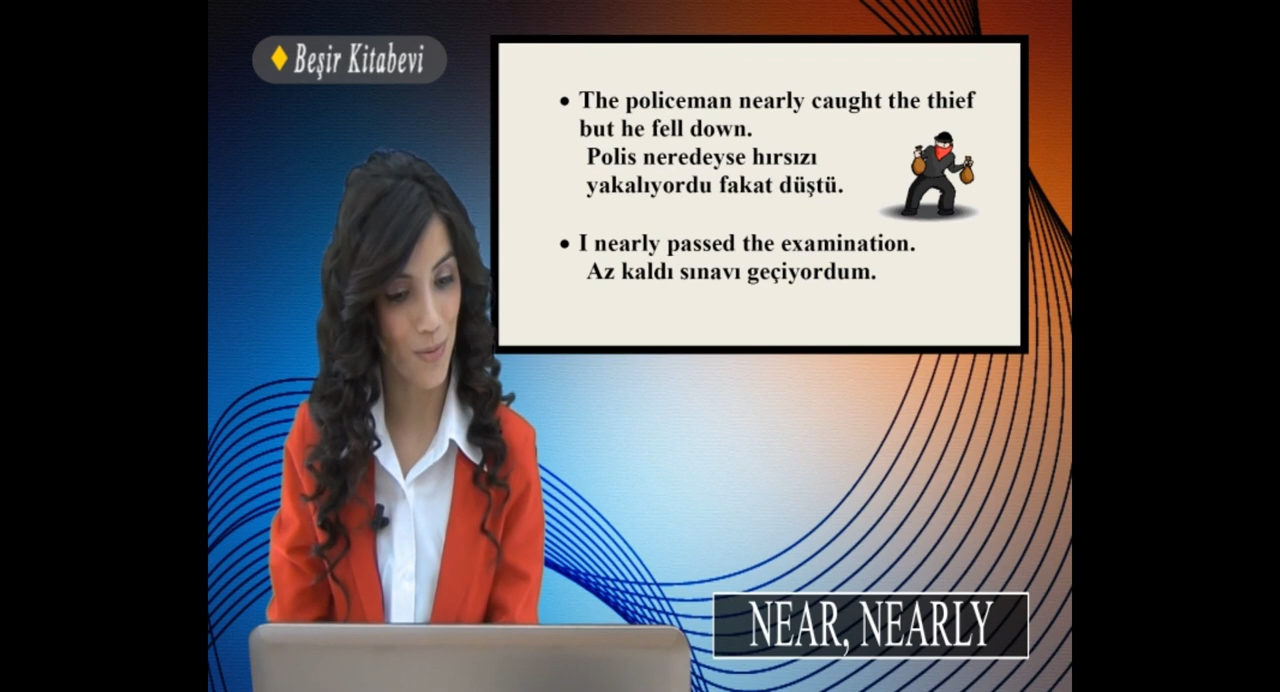 Beşir Kitabevi
• The policeman nearly caught the thief
but he fell down.
Polis neredeyse hırsızı
yakalıyordu fakat düştü.
• I nearly passed the examination.
Az kaldı sınavı geçiyordum.
NEAR, NEARLY